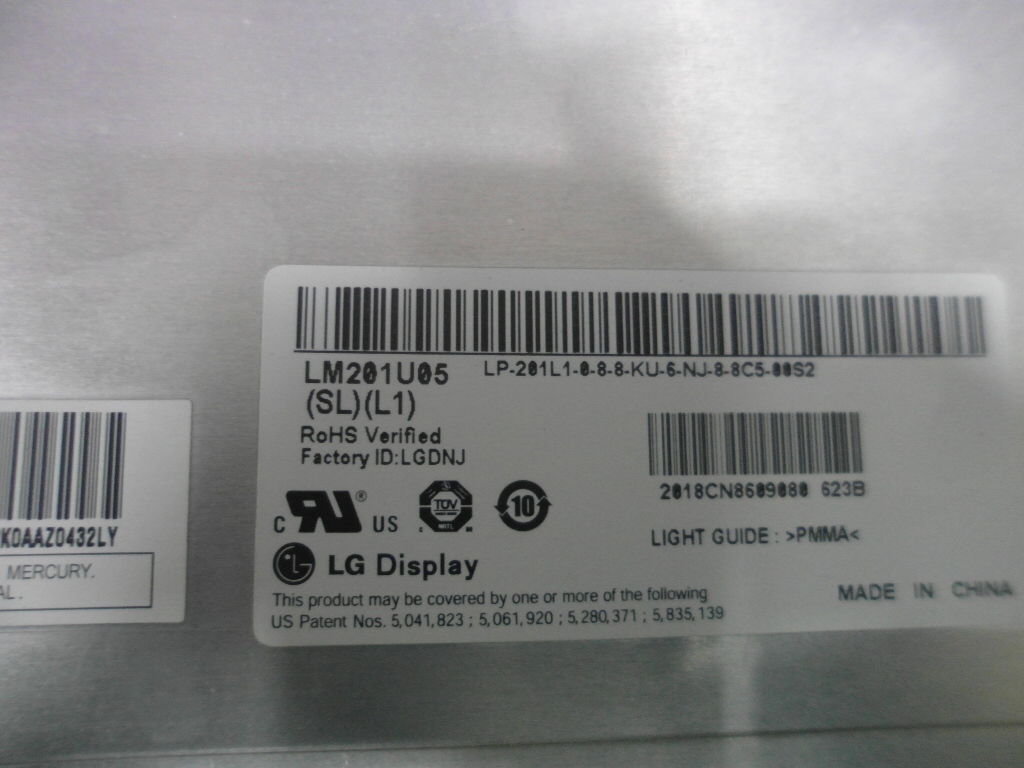 LM201U05
LP-201L1-0-8-8-KU-6-NJ-8-8C5-00S2
(SL)(L1)
RoHS Verified
Factory ID:LGDNJ
2018CN8609080 623B
C RU ® US
TÜV
10
LIGHT GUIDE : >PMMA<
LG Display
MADE IN CHINA
This product may be covered by one or more of the following
US Patent Nos. 5,041,823 ; 5,061,920 ; 5,280,371 ; 5,835,139
K0AAZ0432LY
MERCURY.
AL.